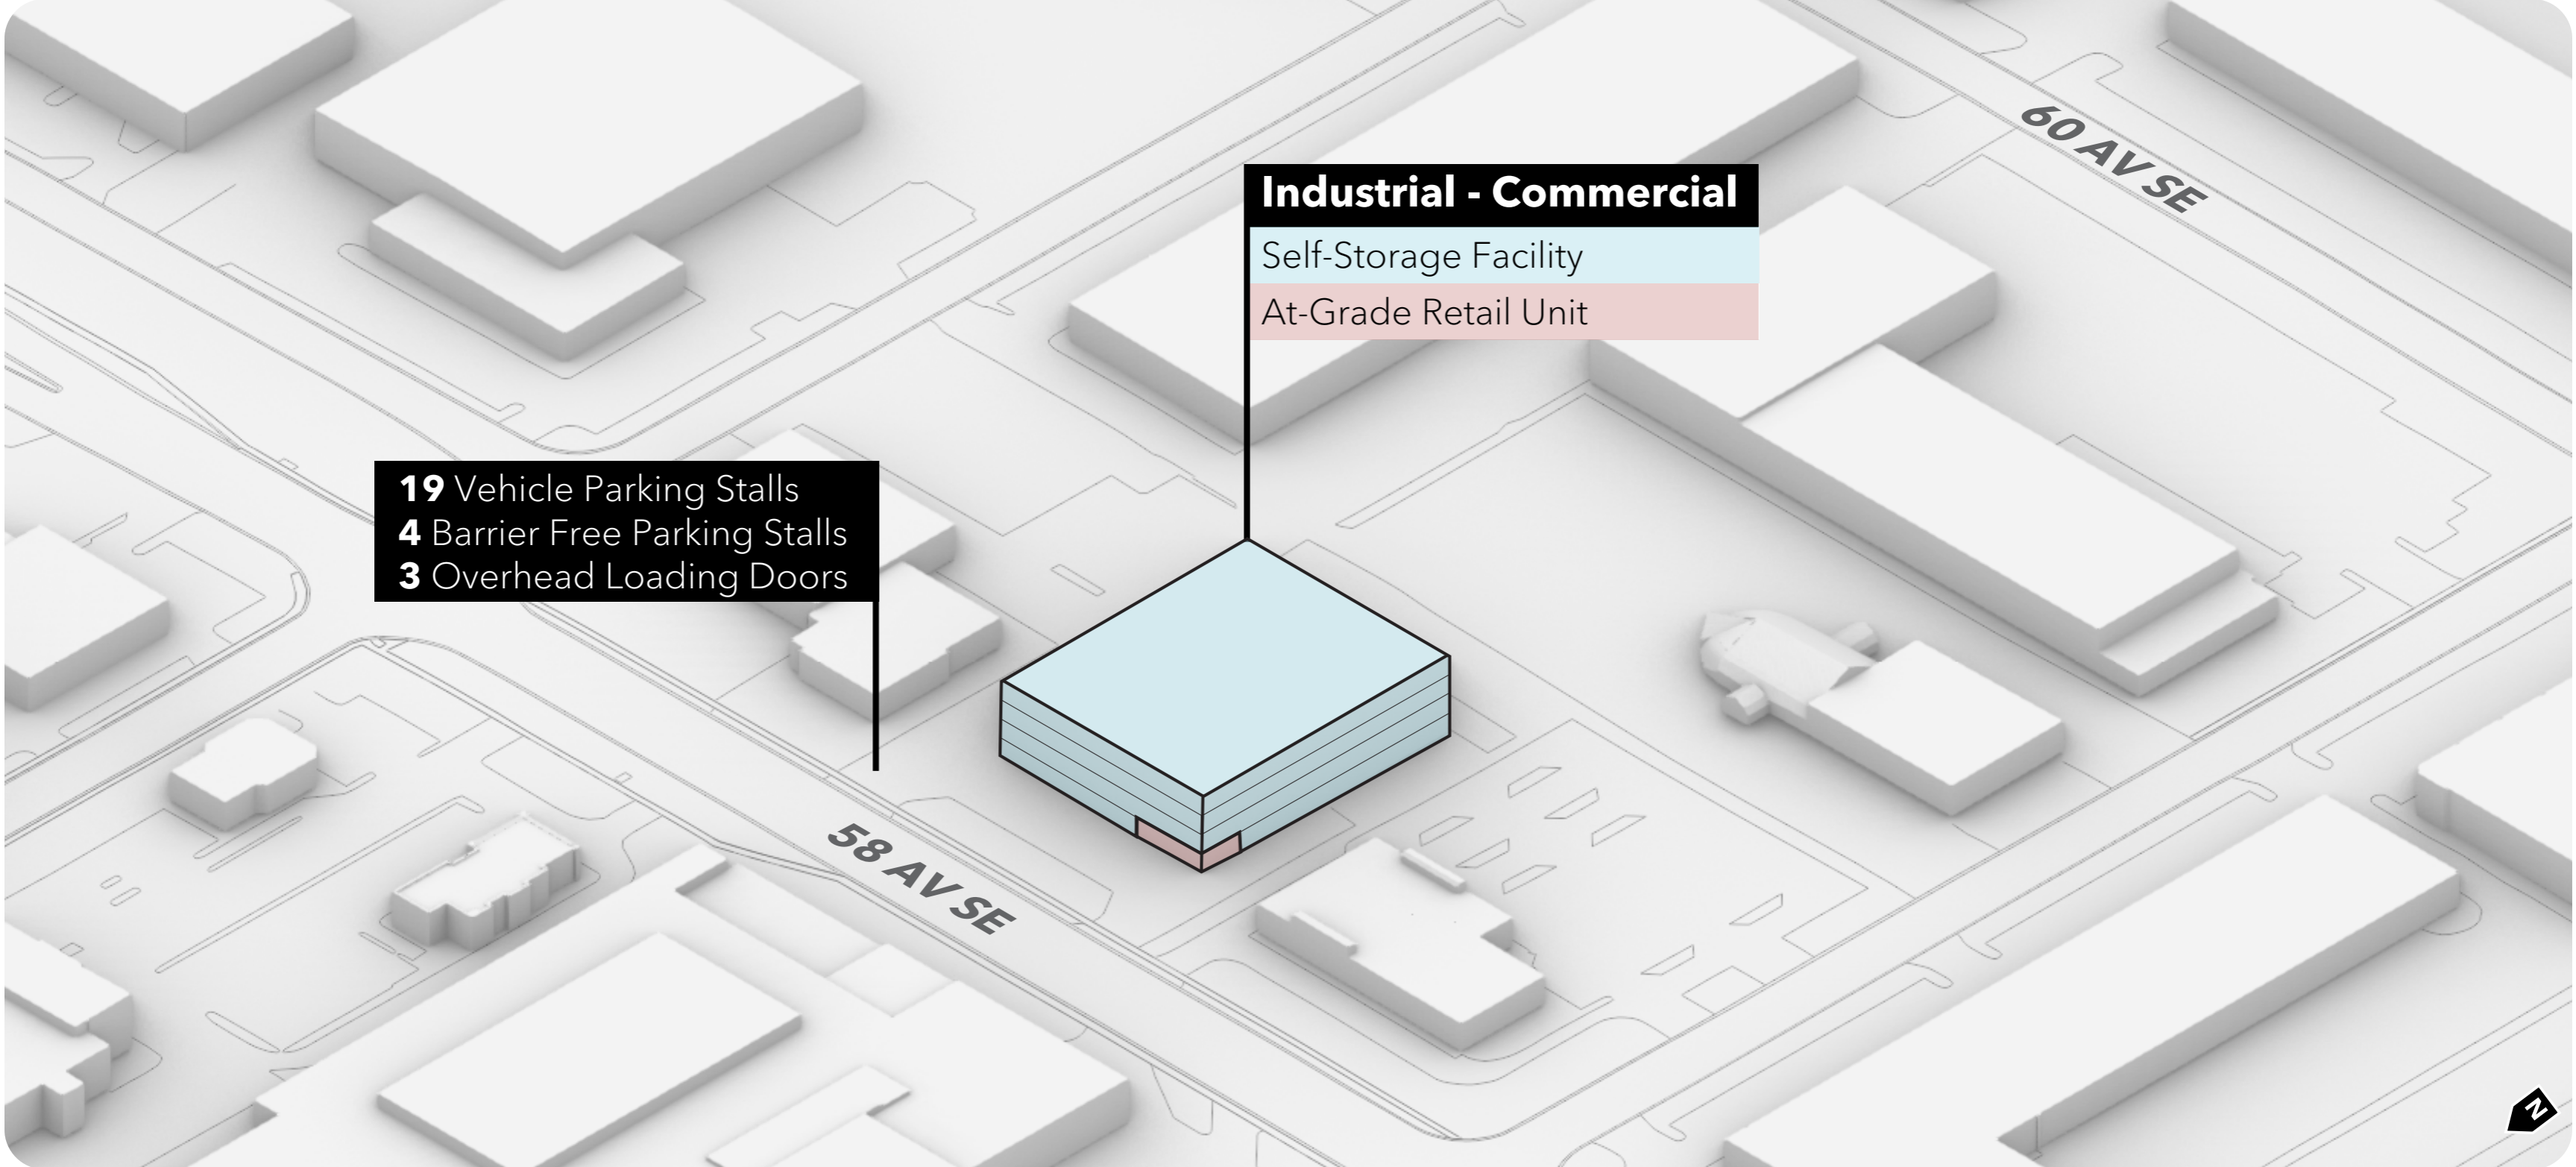 60 AV SE
Industrial - Commercial
Self-Storage Facility
At-Grade Retail Unit
19 Vehicle Parking Stalls
4 Barrier Free Parking Stalls
3 Overhead Loading Doors
58 AV SE
N